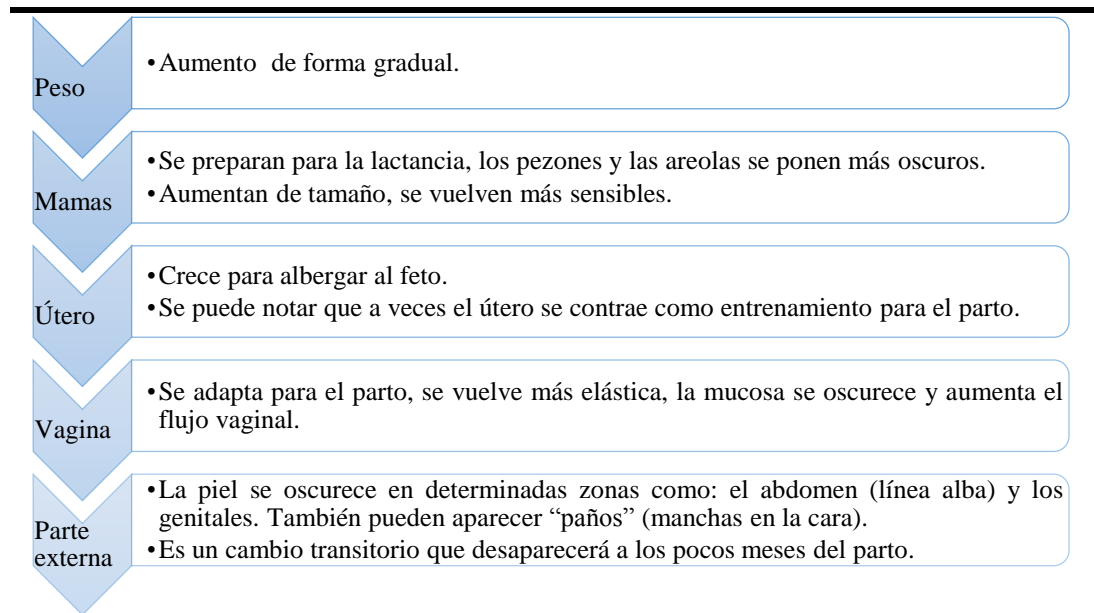 Peso
•Aumento de forma gradual.
Mamas
•Se preparan para la lactancia, los pezones y las areolas se ponen más oscuros.
•Aumentan de tamaño, se vuelven más sensibles.
Útero
•Crece para albergar al feto.
•Se puede notar que a veces el útero se contrae como entrenamiento para el parto.
Vagina
•Se adapta para el parto, se vuelve más elástica, la mucosa se oscurece y aumenta el
flujo vaginal.
Parte
externa
•La piel se oscurece en determinadas zonas como: el abdomen (línea alba) y los
genitales. También pueden aparecer “paños” (manchas en la cara).
•Es un cambio transitorio que desaparecerá a los pocos meses del parto.